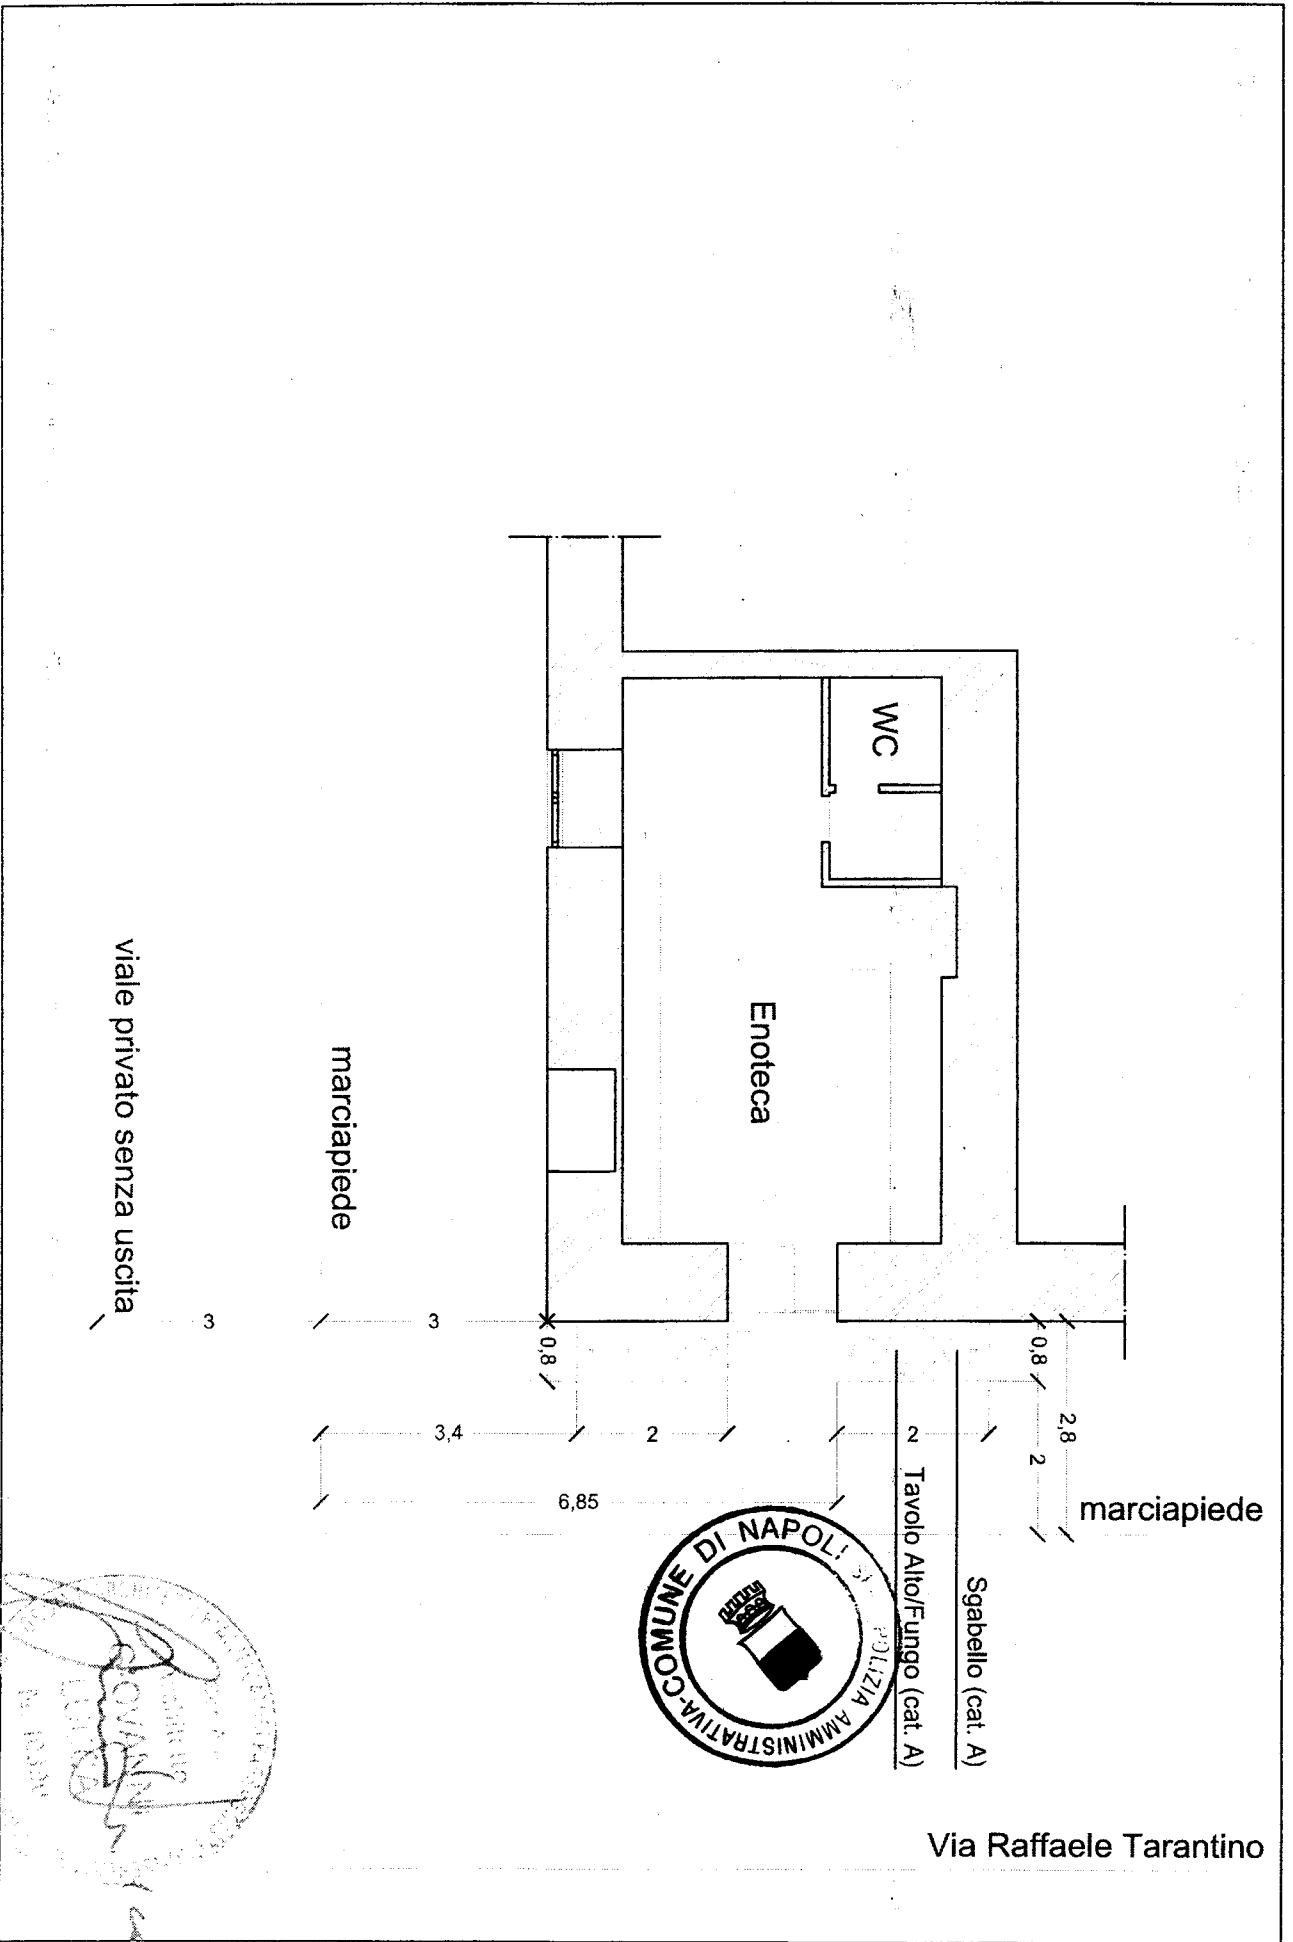 WC
Enoteca
marciapiede
viale privato senza uscita
3
3
0,8
0,8
2,8
2
3,4
2
2
6,85
marciapiede
Sgabello (cat. A)
Tavolo Alto/Fungo (cat. A)
COMUNE DI NAPOLI
POLIZIA AMMINISTRATIVA
Via Raffaele Tarantino